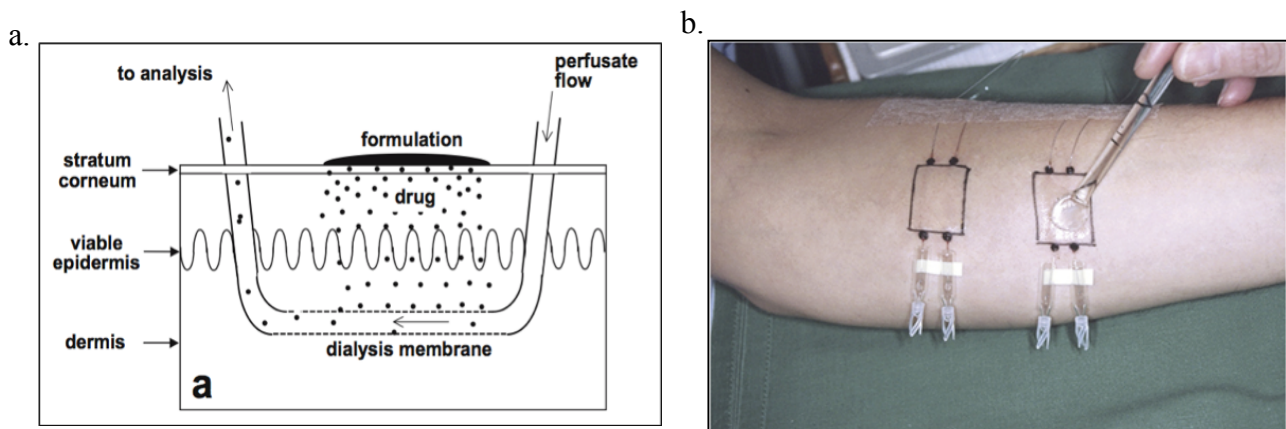 a.
to analysis
perfusate
flow
formulation
stratum
corneum
drug
viable
epidermis
dermis
dialysis membrane
a
b.